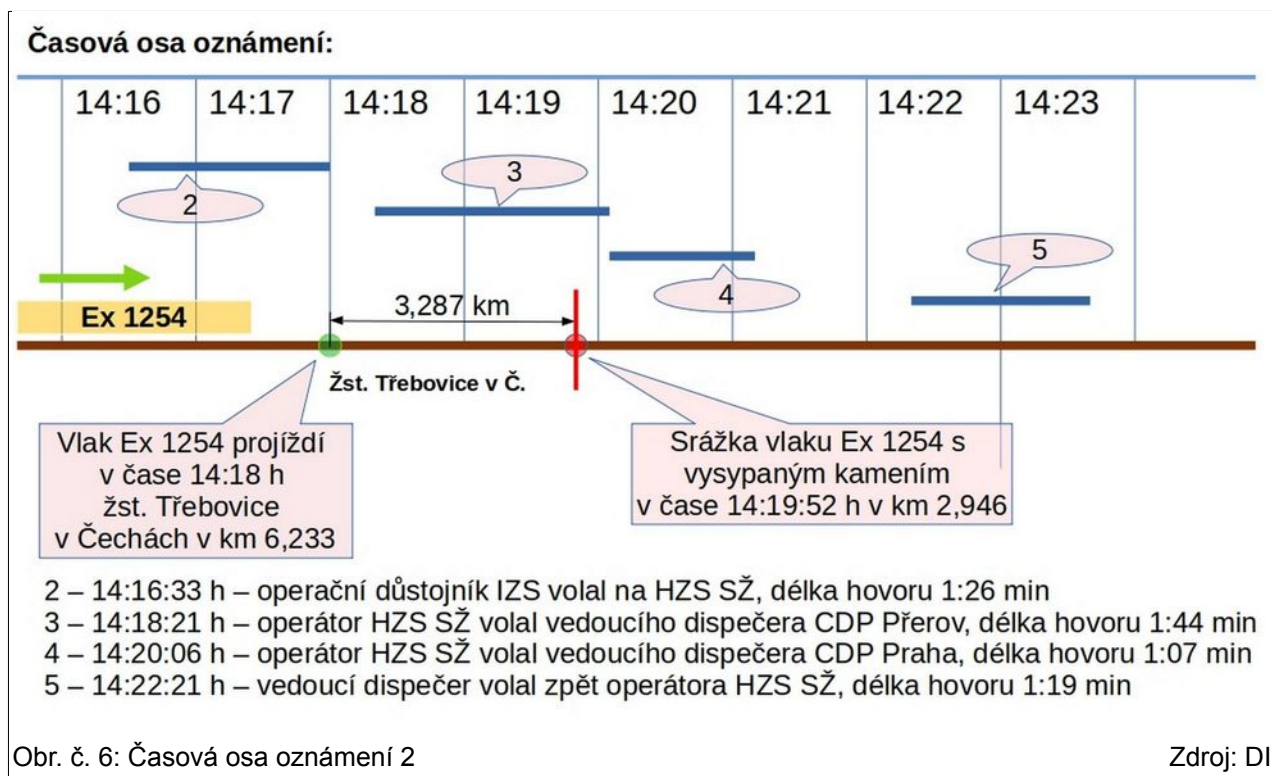 Časová osa oznámení:
14:16 14:17 14:18 14:19 14:20 14:21 14:22 14:23
3
2
5
4
3,287 km
Ex 1254
Žst. Třebovice v Č.
Vlak Ex 1254 projíždí
v čase 14:18 h
žst. Třebovice
v Čechách v km 6,233
Srážka vlaku Ex 1254 s
vysypaným kamením
v čase 14:19:52 h v km 2,946
2 – 14:16:33 h – operační důstojník IZS volal na HZS SŽ, délka hovoru 1:26 min
3 – 14:18:21 h – operátor HZS SŽ volal vedoucího dispečera CDP Přerov, délka hovoru 1:44 min
4 – 14:20:06 h – operátor HZS SŽ volal vedoucího dispečera CDP Praha, délka hovoru 1:07 min
5 – 14:22:21 h – vedoucí dispečer volal zpět operátora HZS SŽ, délka hovoru 1:19 min
Obr. č. 6: Časová osa oznámení 2 Zdroj: DI